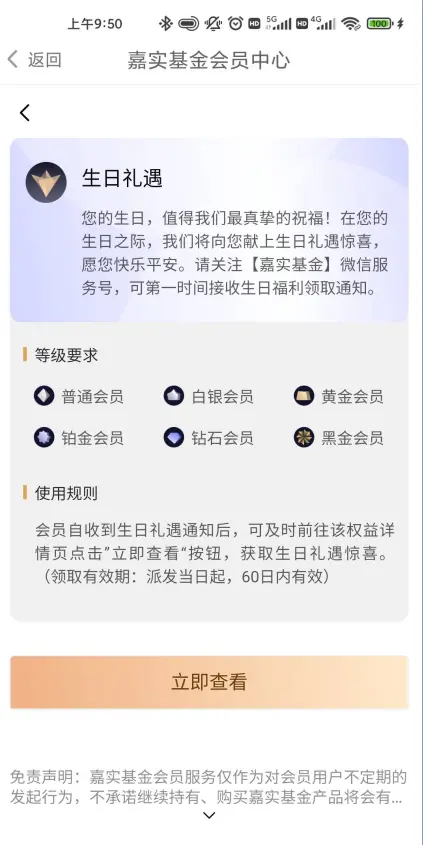 上午9:50
HD 5G HD 4G 100
返回
嘉实基金会员中心
生日礼遇
您的生日，值得我们最真挚的祝福！在您的
生日之际，我们将向您献上生日礼遇惊喜，
愿您快乐平安。请关注【嘉实基金】微信服
务号，可第一时间接收生日福利领取通知。
等级要求
普通会员 白银会员 黄金会员
铂金会员 钻石会员 黑金会员
使用规则
会员自收到生日礼遇通知后，可及时前往该权益详
情页点击”立即查看“按钮，获取生日礼遇惊喜。
（领取有效期：派发当日起，60日内有效）
立即查看
免责声明：嘉实基金会员服务仅作为对会员用户不定期的
发起行为，不承诺继续持有、购买嘉实基金产品将会有...